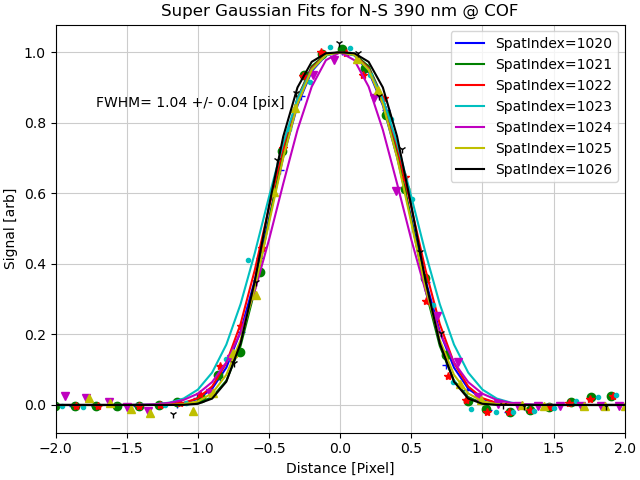 Super Gaussian Fits for N-S 390 nm @ COF
FWHM= 1.04 +/- 0.04 [pix]
SpatIndex=1020
SpatIndex=1021
SpatIndex=1022
SpatIndex=1023
SpatIndex=1024
SpatIndex=1025
SpatIndex=1026
Signal [arb]
1.0
0.8
0.6
0.4
0.2
0.0
−2.0 −1.5 −1.0 −0.5 0.0 0.5 1.0 1.5 2.0
Distance [Pixel]